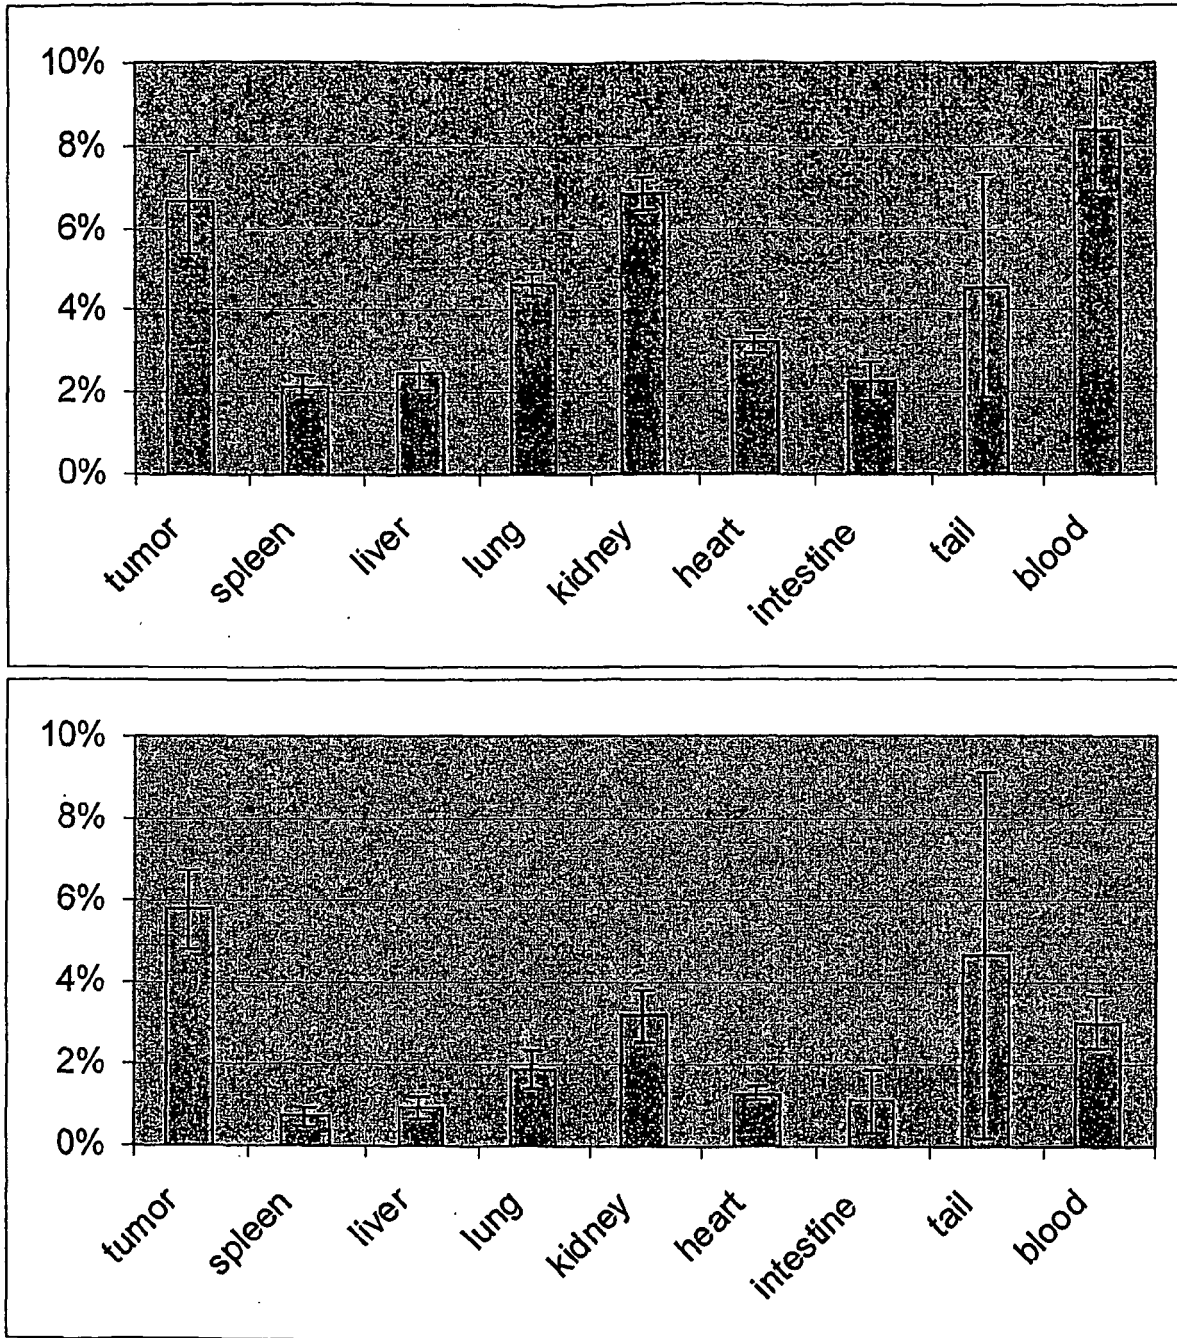 10%
8%
6%
4%
2%
0%
tumor
spleen
liver
lung
kidney
heart
intestine
tail
blood
10%
8%
6%
4%
2%
0%
tumor
spleen
liver
lung
kidney
heart
intestine
tail
blood